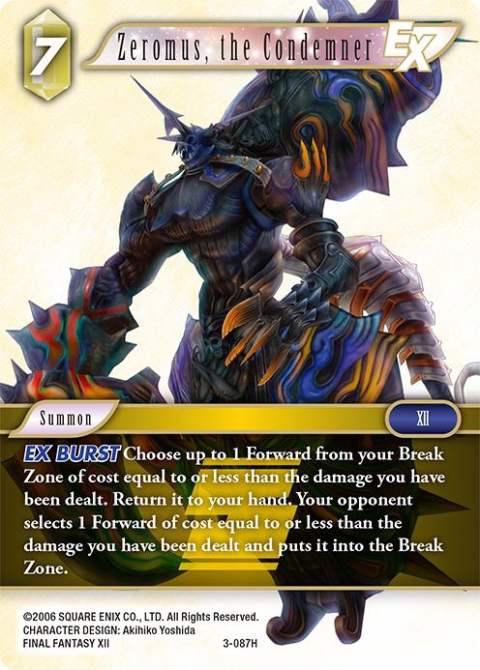 7
Zeromus, the Condemner
EX
Summon
XII
EX BURST Choose up to 1 Forward from your Break
Zone of cost equal to or less than the damage you have
been dealt. Return it to your hand. Your opponent
selects 1 Forward of cost equal to or less than the
damage you have been dealt and puts it into the Break
Zone.
©2006 SQUARE ENIX CO., LTD. All Rights Reserved.
CHARACTER DESIGN: Akihiko Yoshida
FINAL FANTASY XII
3-087H